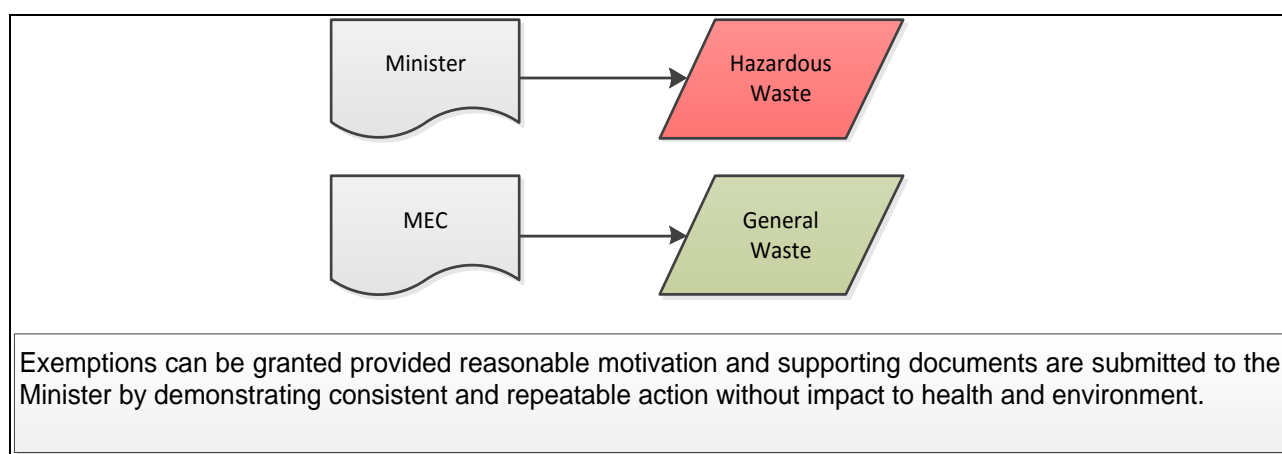 Minister
Hazardous
Waste
MEC
General
Waste
Exemptions can be granted provided reasonable motivation and supporting documents are submitted to the
Minister by demonstrating consistent and repeatable action without impact to health and environment.